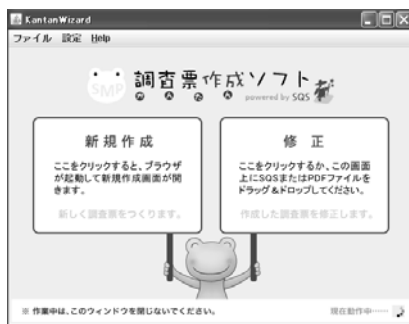 KantanWizard
ファイル 設定 Help
SMP 調査票作成ソフト
かんたん powered by SQS
新規作成
ここをクリックすると、ブラウザ
が起動して新規作成画面が開
きます。
新しく調査票をつくります。
修正
ここをクリックするか、この画面
上にSQSまたはPDFファイルを
ドラッグ&ドロップしてください。
作成した調査票を修正します。
※ 作業中は、このウィンドウを閉じないでください。
現在動作中……